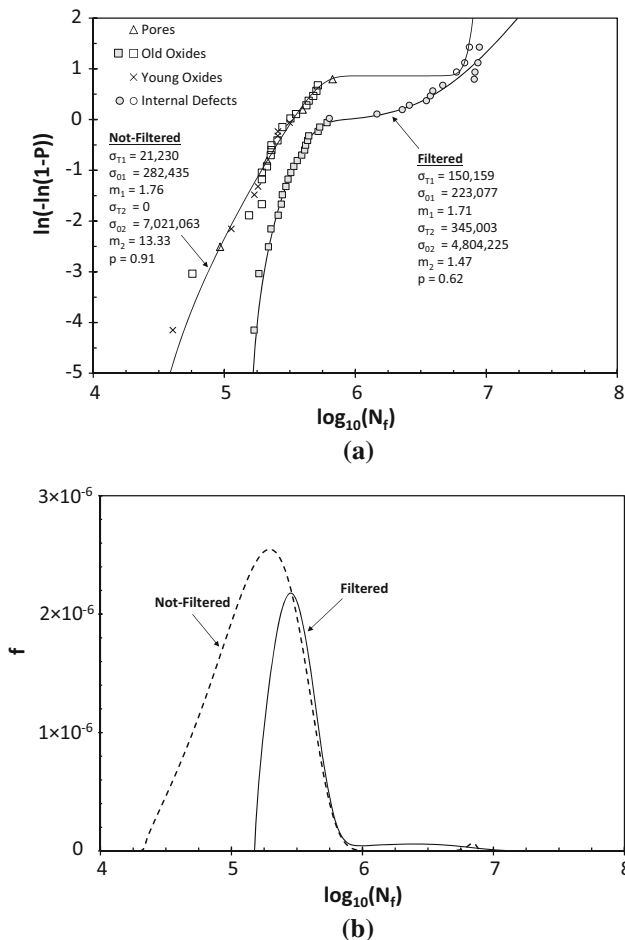 2
1
0
-1
-2
-3
-4
-5
ln(-ln(1-P))
△ Pores
Old Oxides
× Young Oxides
Internal Defects
Not-Filtered
σT1 = 21,230
σ01 = 282,435
m1 = 1.76
σT2 = 0
σ02 = 7,021,063
m2 = 13.33
p = 0.91
Filtered
σT1 = 150,159
σ01 = 223,077
m1 = 1.71
σT2 = 345,003
σ02 = 4,804,225
m2 = 1.47
p = 0.62
4 5 6 7 8
log10(Nf)
(a)
3×10-6
2×10-6
1×10-6
0
f
Not-Filtered
Filtered
4 5 6 7 8
log10(Nf)
(b)